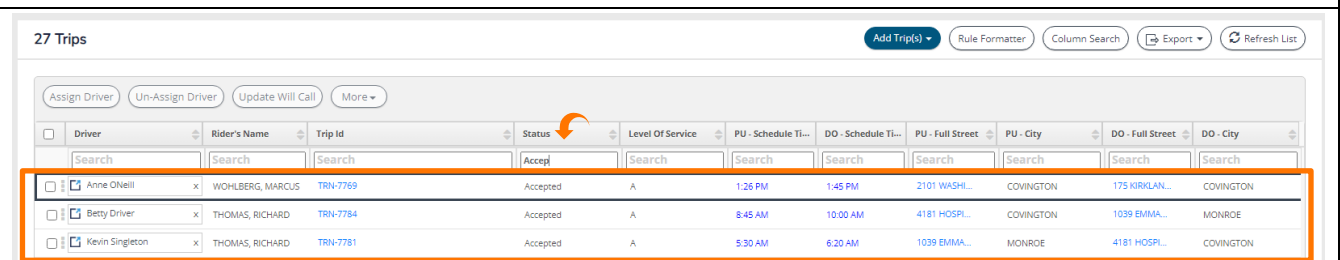 27 Trips Add Trip(s) Rule Formatter Column Search Export Refresh List
Assign Driver Un-Assign Driver Update Will Call More
Driver Rider's Name Trip Id Status Level Of Service PU - Schedule Ti... DO - Schedule Ti... PU - Full Street PU - City DO - Full Street DO - City
Search Search Search Accep Search Search Search Search Search Search Search
Anne ONeill x WOHLBERG, MARCUS TRN-7769 Accepted A 1:26 PM 1:45 PM 2101 WASHI... COVINGTON 175 KIRKLAN... COVINGTON
Betty Driver x THOMAS, RICHARD TRN-7784 Accepted A 8:45 AM 10:00 AM 4181 HOSPI... COVINGTON 1039 EMMA... MONROE
Kevin Singleton x THOMAS, RICHARD TRN-7781 Accepted A 5:30 AM 6:20 AM 1039 EMMA... MONROE 4181 HOSPI... COVINGTON